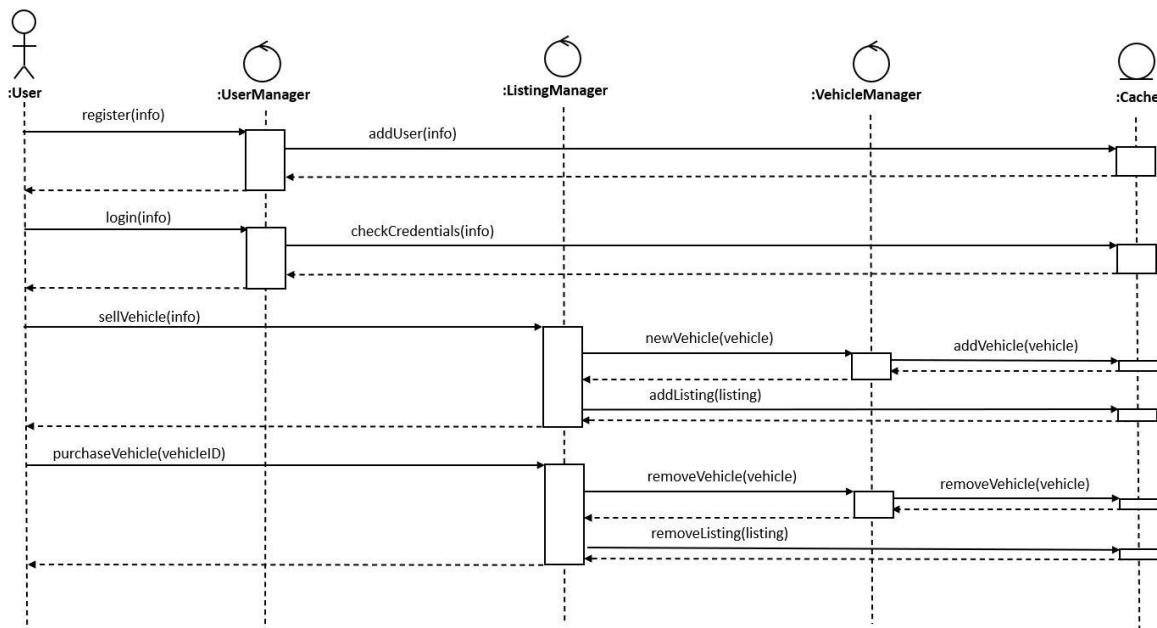 :User
:UserManager
:ListingManager
:VehicleManager
:Cache
register(info)
addUser(info)
login(info)
checkCredentials(info)
sellVehicle(info)
newVehicle(vehicle)
addVehicle(vehicle)
addListing(listing)
purchaseVehicle(vehicleID)
removeVehicle(vehicle)
removeVehicle(vehicle)
removeListing(listing)